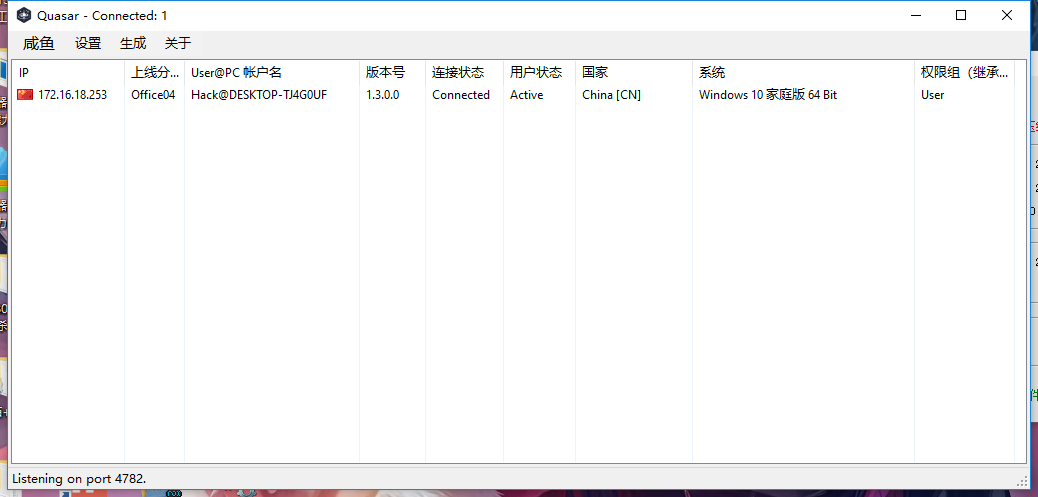 Quasar - Connected: 1
咸鱼 设置 生成 关于
IP 上线分... User@PC 帐户名 版本号 连接状态 用户状态 国家 系统 权限组（继承...
172.16.18.253 Office04 Hack@DESKTOP-TJ4G0UF 1.3.0.0 Connected Active China [CN] Windows 10 家庭版 64 Bit User
Listening on port 4782.